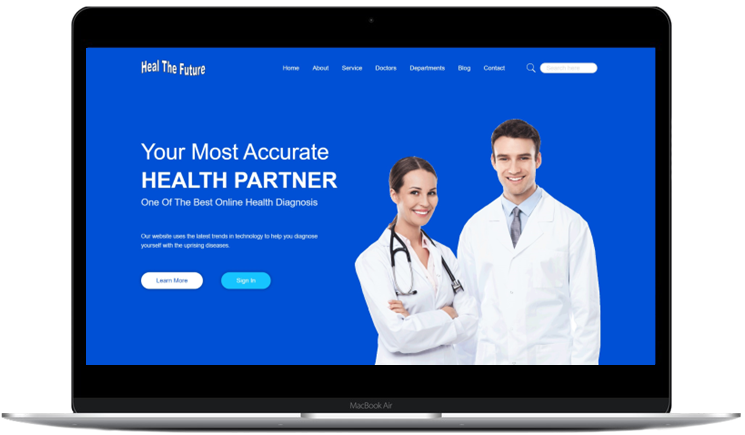 Heal The Future
Home About Service Doctors Departments Blog Contact
Search here
Your Most Accurate
HEALTH PARTNER
One Of The Best Online Health Diagnosis
Our website uses the latest trends in technology to help you diagnose
yourself with the uprising diseases.
Learn More Sign In
MacBook Air